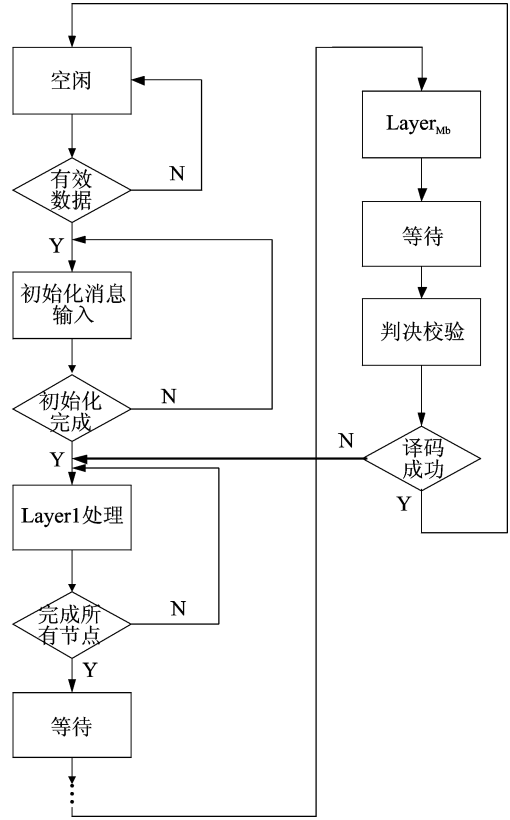 空闲
有效
数据
N
Y
初始化消息
输入
初始化
完成
N
Y
Layer1处理
完成所
有节点
N
Y
等待
Layer_Mb
等待
判决校验
译码
成功
N
Y